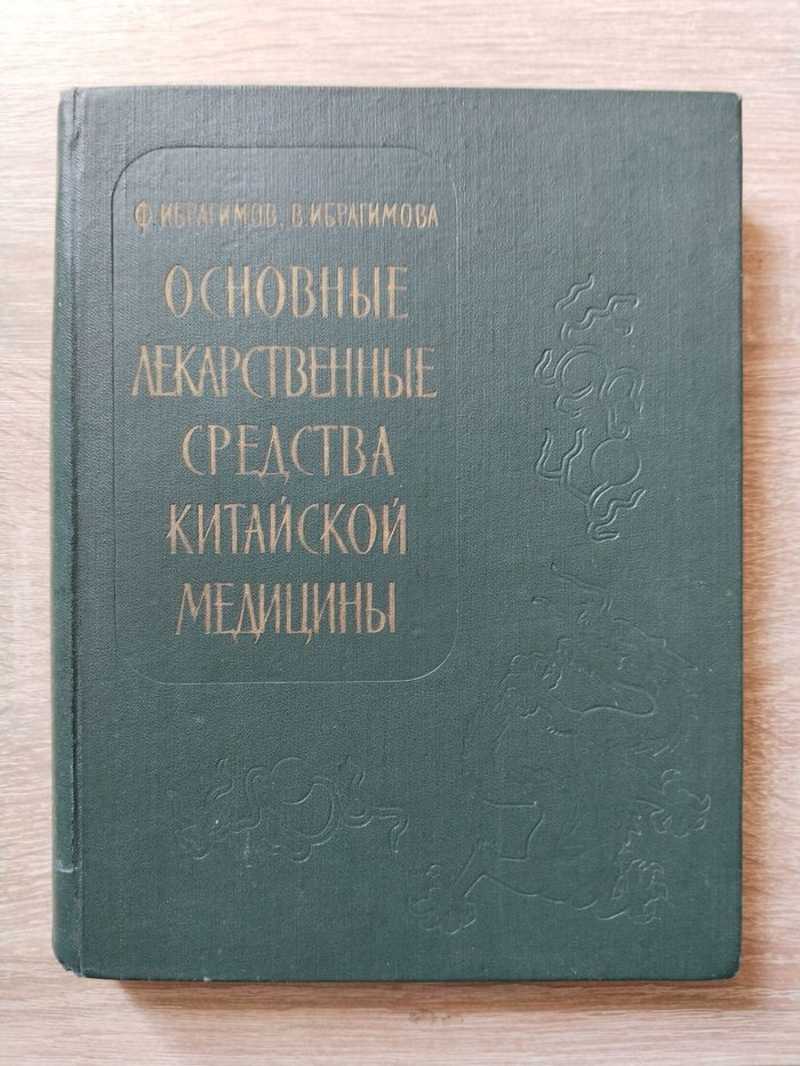 Ф. ИБРАГИМОВ, В. ИБРАГИМОВА
ОСНОВНЫЕ
ЛЕКАРСТВЕННЫЕ
СРЕДСТВА
КИТАЙСКОЙ
МЕДИЦИНЫ